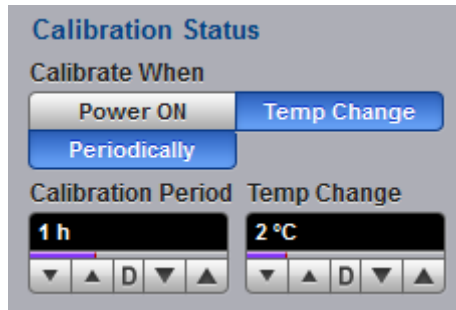 Calibration Status
Calibrate When
Power ON Temp Change
Periodically
Calibration Period Temp Change
1 h 2 °C
D D